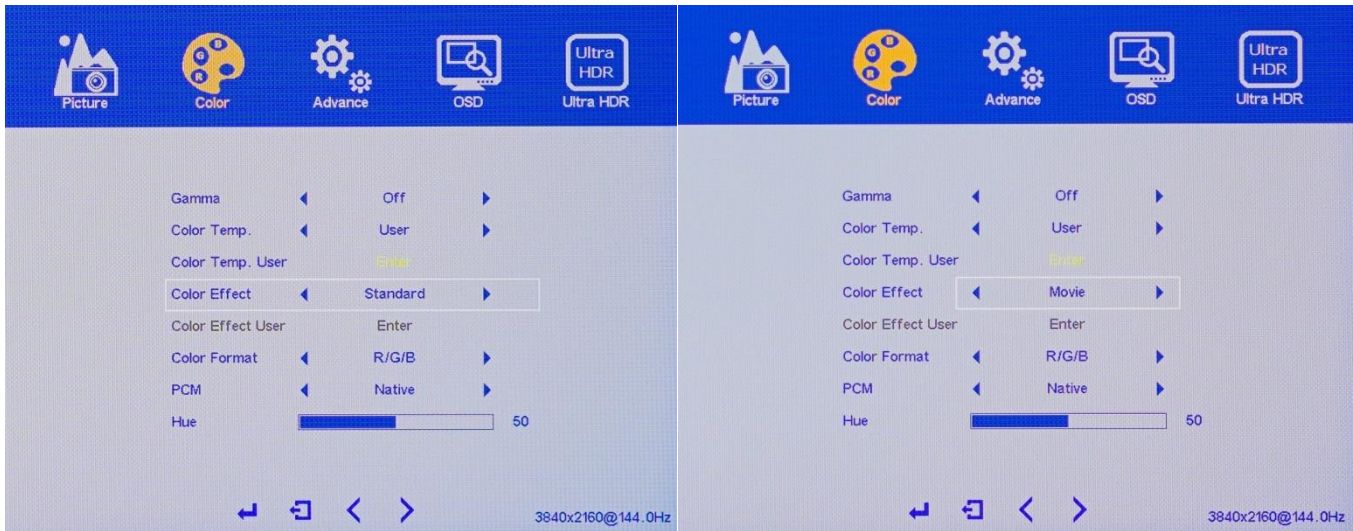 Picture Color Advance OSD Ultra HDR Ultra HDR
R G B
Gamma Off
Color Temp. User
Color Temp. User Enter
Color Effect Standard
Color Effect User Enter
Color Format R/G/B
PCM Native
Hue 50
3840x2160@144.0Hz
Picture Color Advance OSD Ultra HDR Ultra HDR
R G B
Gamma Off
Color Temp. User
Color Temp. User Enter
Color Effect Movie
Color Effect User Enter
Color Format R/G/B
PCM Native
Hue 50
3840x2160@144.0Hz